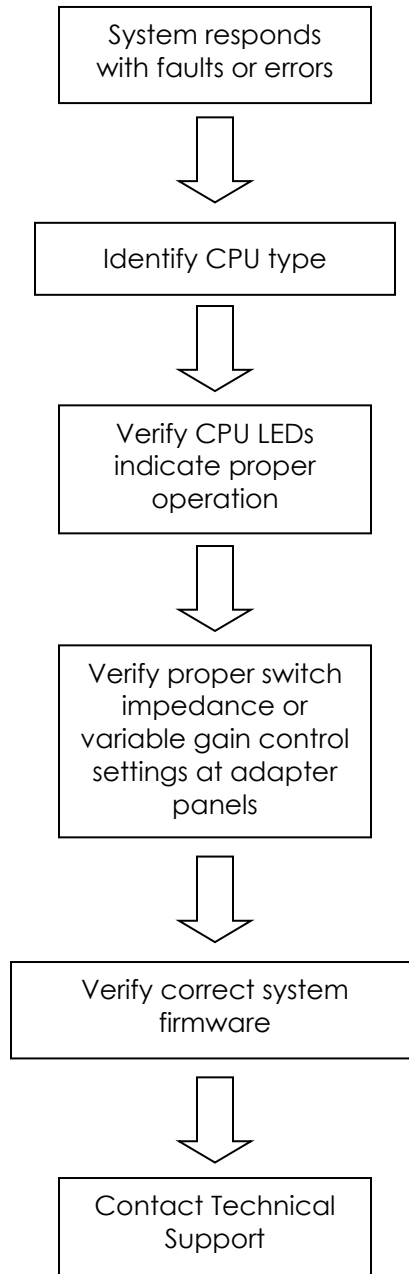 System responds
with faults or errors
Identify CPU type
Verify CPU LEDs
indicate proper
operation
Verify proper switch
impedance or
variable gain control
settings at adapter
panels
Verify correct system
firmware
Contact Technical
Support